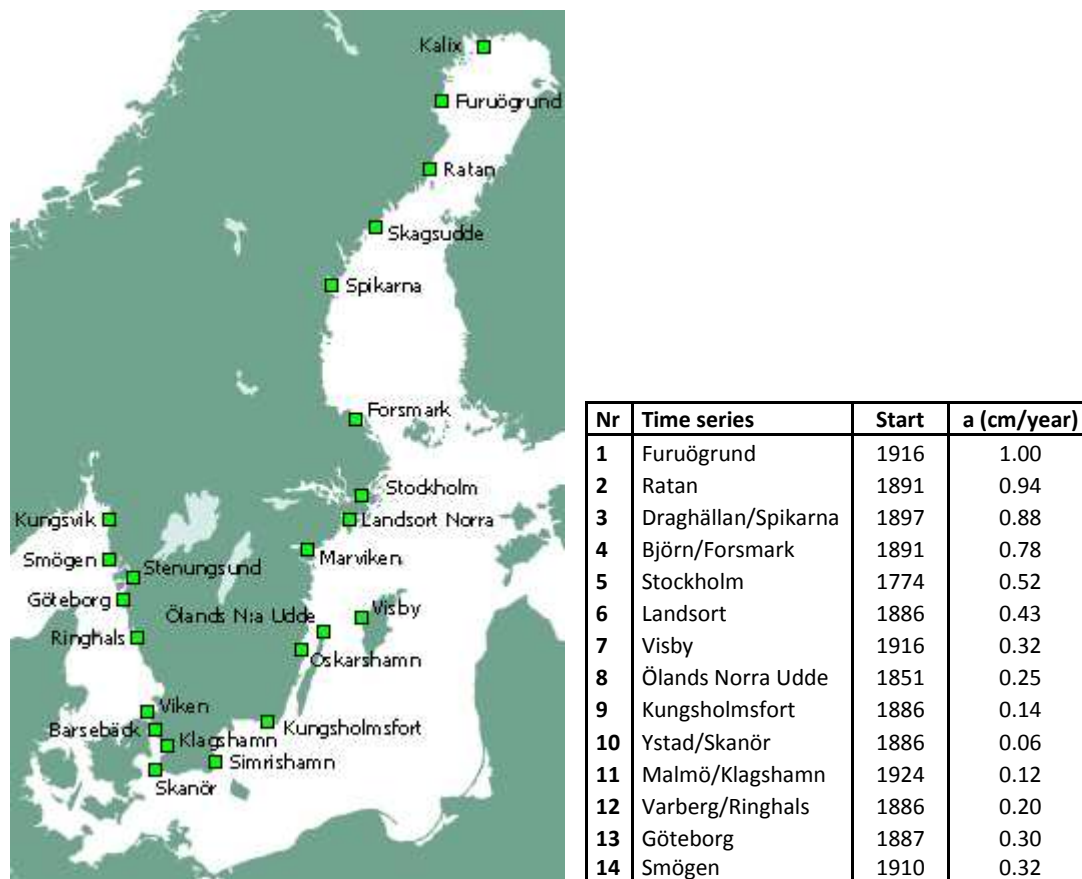 Kalix
Furuögrund
Ratan
Skagsudde
Spikarna
Forsmark
Stockholm
Kungsvik
Landsort Norra
Smögen
Marviken
Stenungsund
Göteborg
Ölands N:a Udde
Visby
Ringhals
Oskarshamn
Viken
Barsebäck
Kungsholmsfort
Klagshamn
Simrishamn
Skanör
Nr Time series Start a (cm/year)
1 Furuögrund 1916 1.00
2 Ratan 1891 0.94
3 Draghällan/Spikarna 1897 0.88
4 Björn/Forsmark 1891 0.78
5 Stockholm 1774 0.52
6 Landsort 1886 0.43
7 Visby 1916 0.32
8 Ölands Norra Udde 1851 0.25
9 Kungsholmsfort 1886 0.14
10 Ystad/Skanör 1886 0.06
11 Malmö/Klagshamn 1924 0.12
12 Varberg/Ringhals 1886 0.20
13 Göteborg 1887 0.30
14 Smögen 1910 0.32